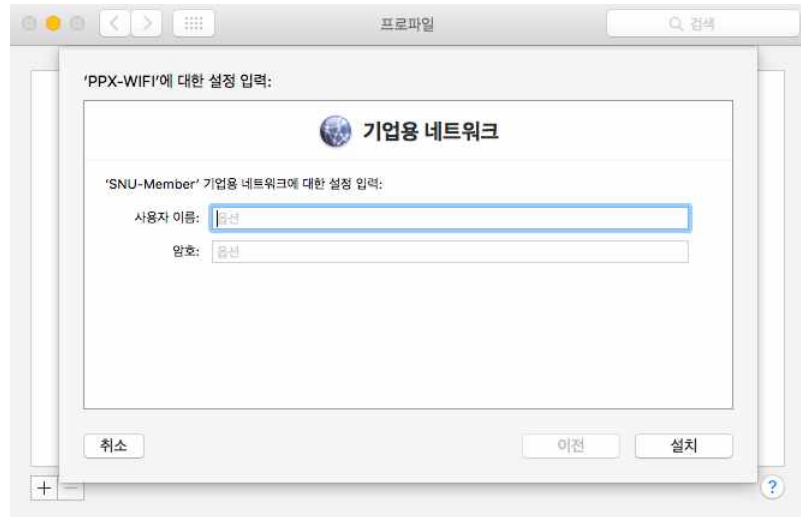 프로파일
검색
'PPX-WIFI'에 대한 설정 입력:
기업용 네트워크
'SNU-Member' 기업용 네트워크에 대한 설정 입력:
사용자 이름: 옵션
암호: 옵션
취소 이전 설치
+ − ?